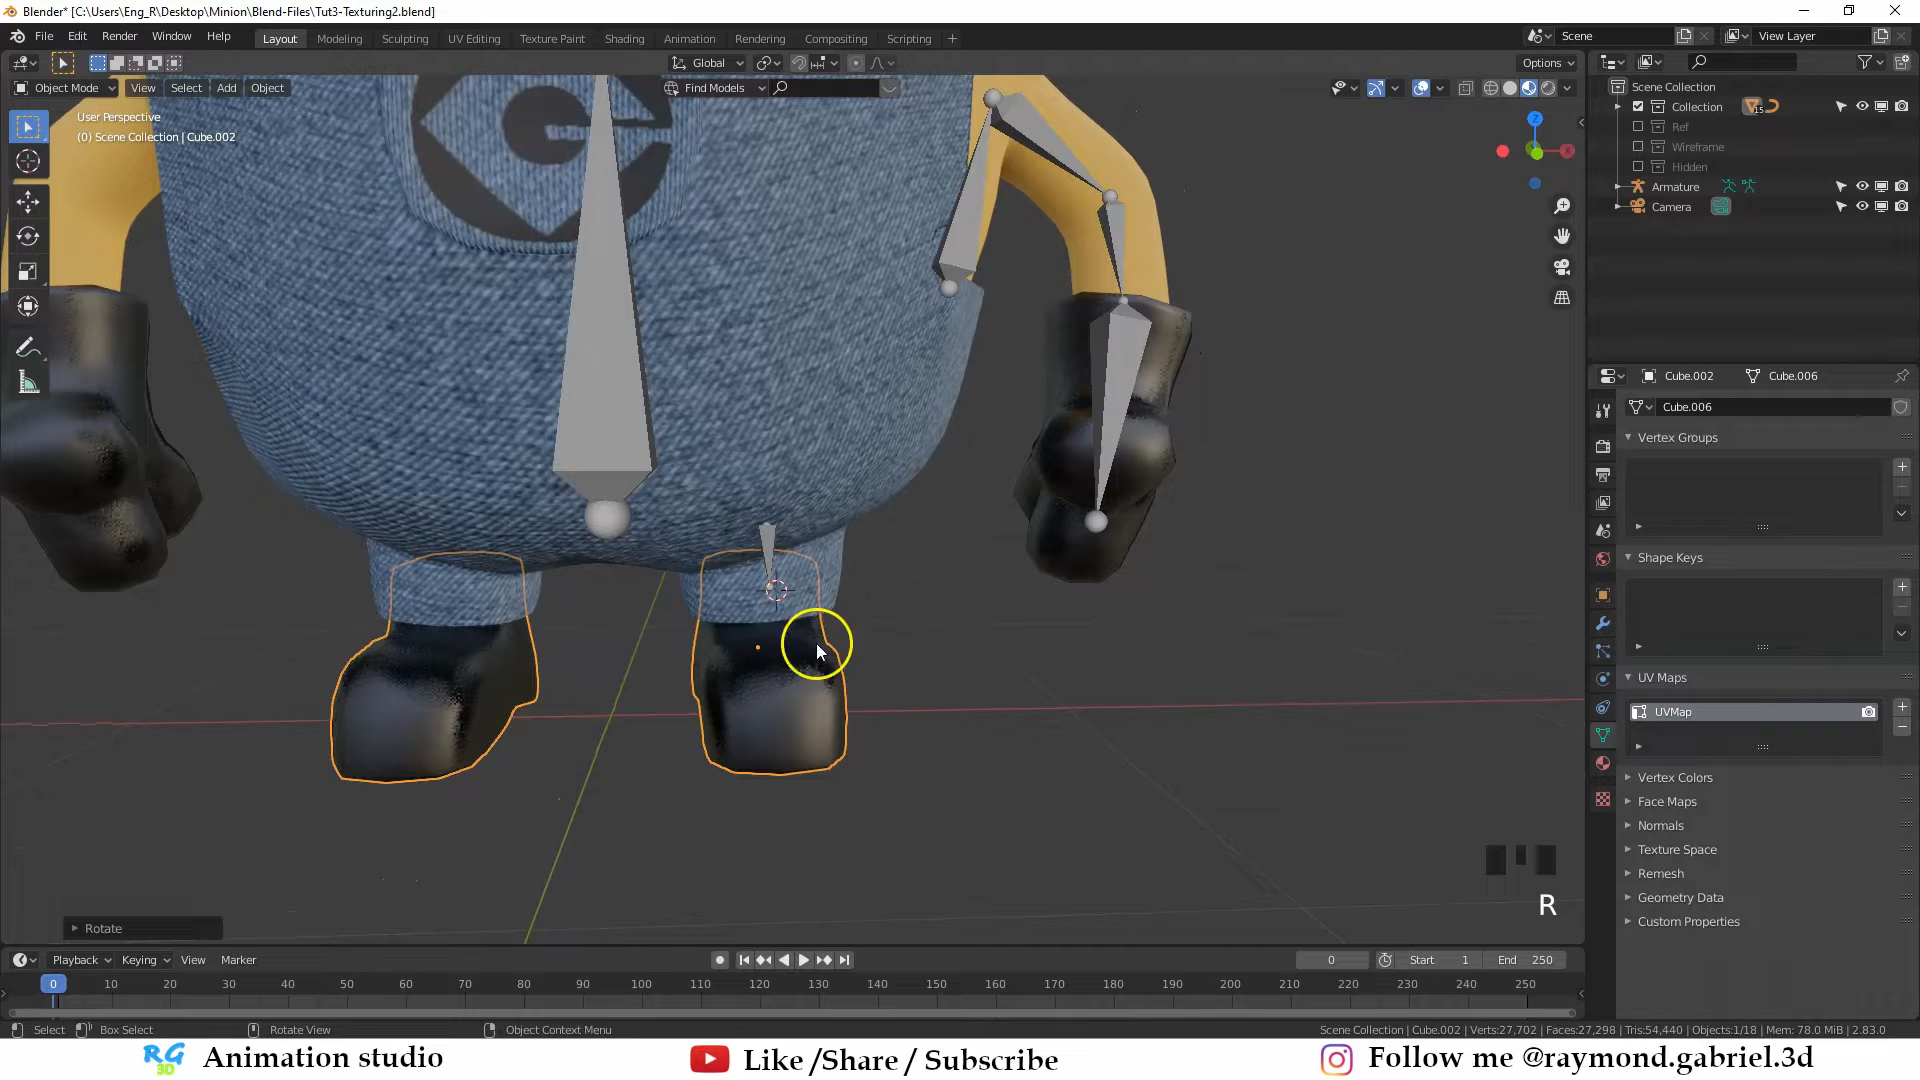 Blender* [C:\Users\Eng_R\Desktop\Minion\Blend-Files\Tut3-Texturing2.blend]
File Edit Render Window Help Layout Modeling Sculpting UV Editing Texture Paint Shading Animation Rendering Compositing Scripting + Scene View Layer
Global Options
Object Mode View Select Add Object Find Models
User Perspective
(0) Scene Collection | Cube.002
Z
X
Scene Collection
Collection 15
Ref
Wireframe
Hidden
Armature
Camera
Cube.002 Cube.006
Cube.006
Vertex Groups
Shape Keys
UV Maps
UVMap
Vertex Colors
Face Maps
Normals
Texture Space
Remesh
Geometry Data
Custom Properties
R
Rotate
Playback Keying View Marker 0 Start 1 End 250
0 10 20 30 40 50 60 70 80 90 100 110 120 130 140 150 160 170 180 190 200 210 220 230 240 250
Select Box Select Rotate View Object Context Menu Scene Collection | Cube.002 | Verts:27,702 | Faces:27,298 | Tris:54,440 | Objects:1/18 | Mem: 78.0 MiB | 2.83.0
RG 3D Animation studio Like /Share / Subscribe Follow me @raymond.gabriel.3d